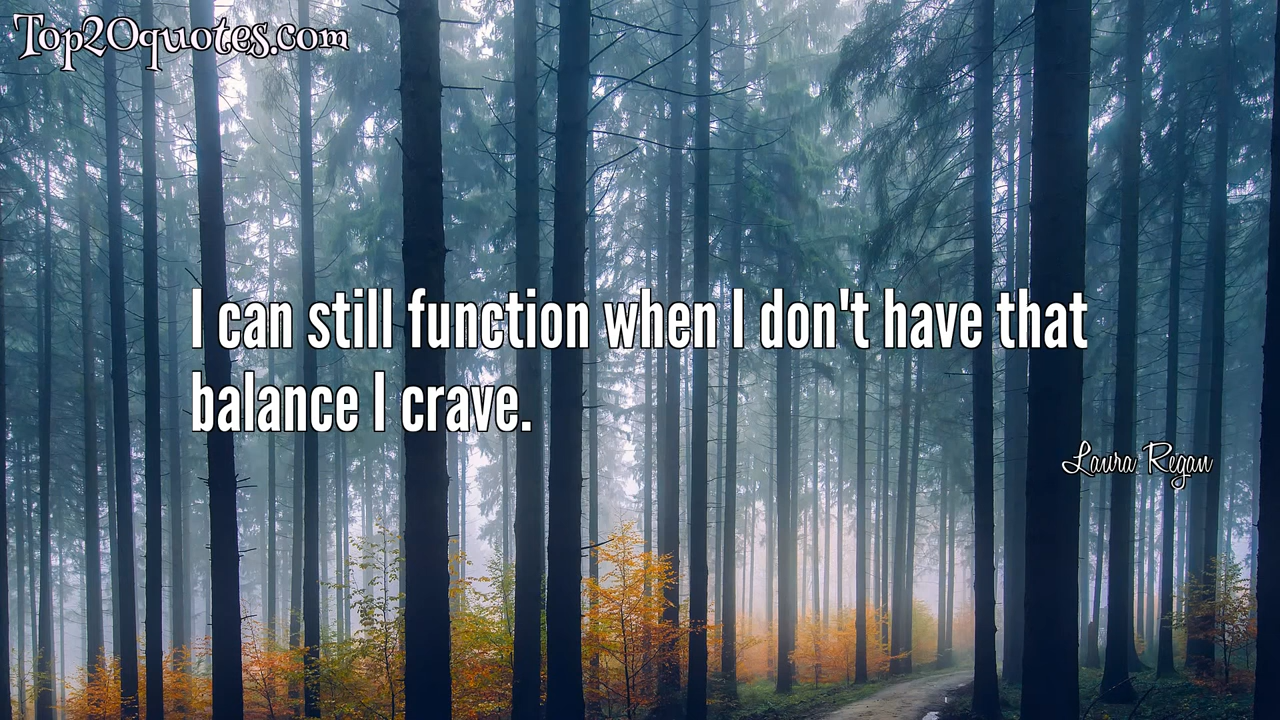 Top20quotes.com
I can still function when I don't have that
balance I crave.
Laura Regan